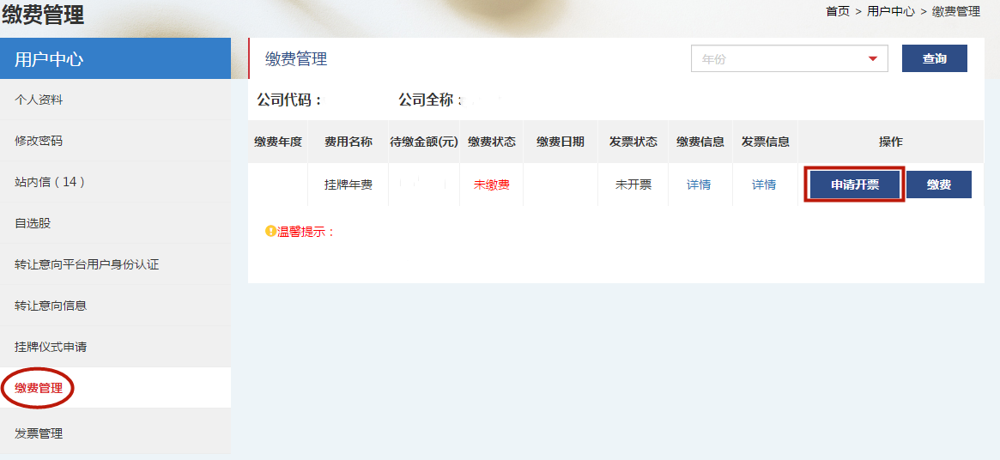 缴费管理
首页 > 用户中心 > 缴费管理
用户中心
个人资料
修改密码
站内信（14）
自选股
转让意向平台用户身份认证
转让意向信息
挂牌仪式申请
缴费管理
发票管理
缴费管理
年份
查询
公司代码： 公司全称：
缴费年度 费用名称 待缴金额(元) 缴费状态 缴费日期 发票状态 缴费信息 发票信息 操作
挂牌年费 未缴费 未开票 详情 详情 申请开票 缴费
温馨提示：